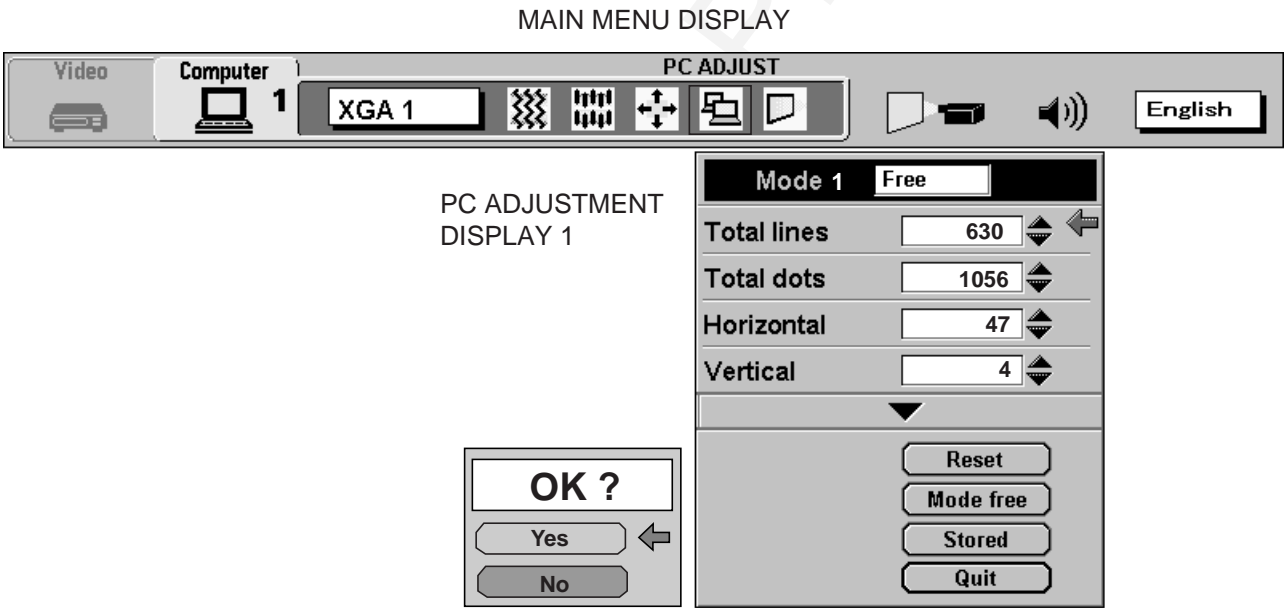 MAIN MENU DISPLAY
Video
Computer
PC ADJUST
1
XGA 1
English
PC ADJUSTMENT
DISPLAY 1
Mode 1 Free
Total lines 630
Total dots 1056
Horizontal 47
Vertical 4
OK ?
Yes
No
Reset
Mode free
Stored
Quit